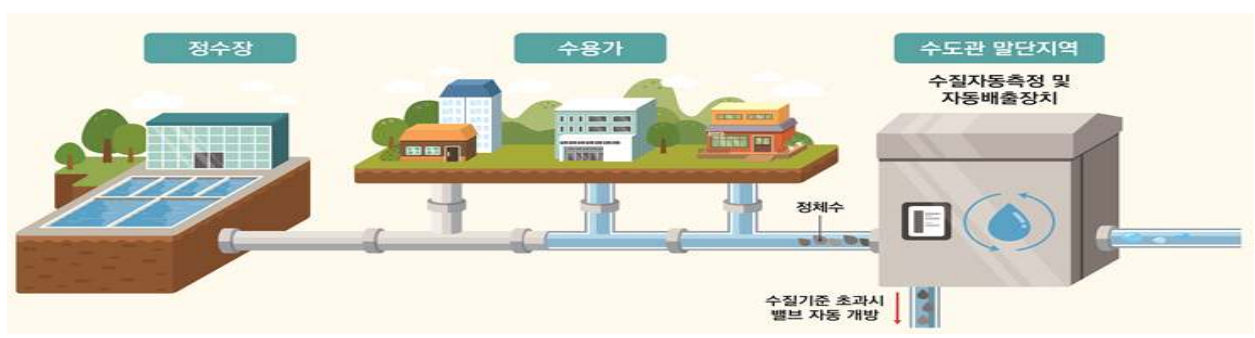 정수장
수용가
수도관 말단지역
수질자동측정 및
자동배출장치
정체수
수질기준 초과시
밸브 자동 개방